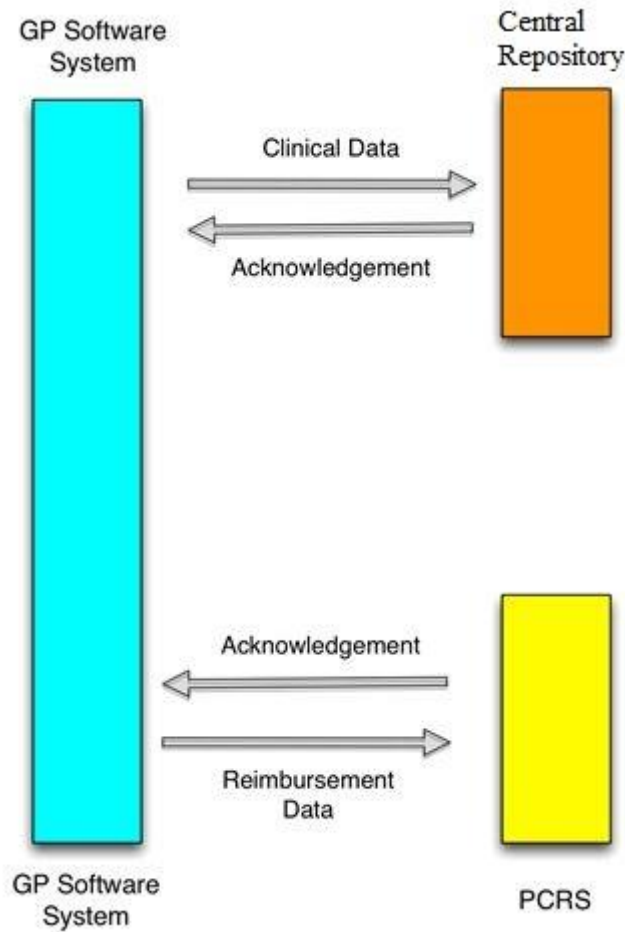 GP Software
System
Central
Repository
Clinical Data
Acknowledgement
Acknowledgement
Reimbursement
Data
GP Software
System
PCRS